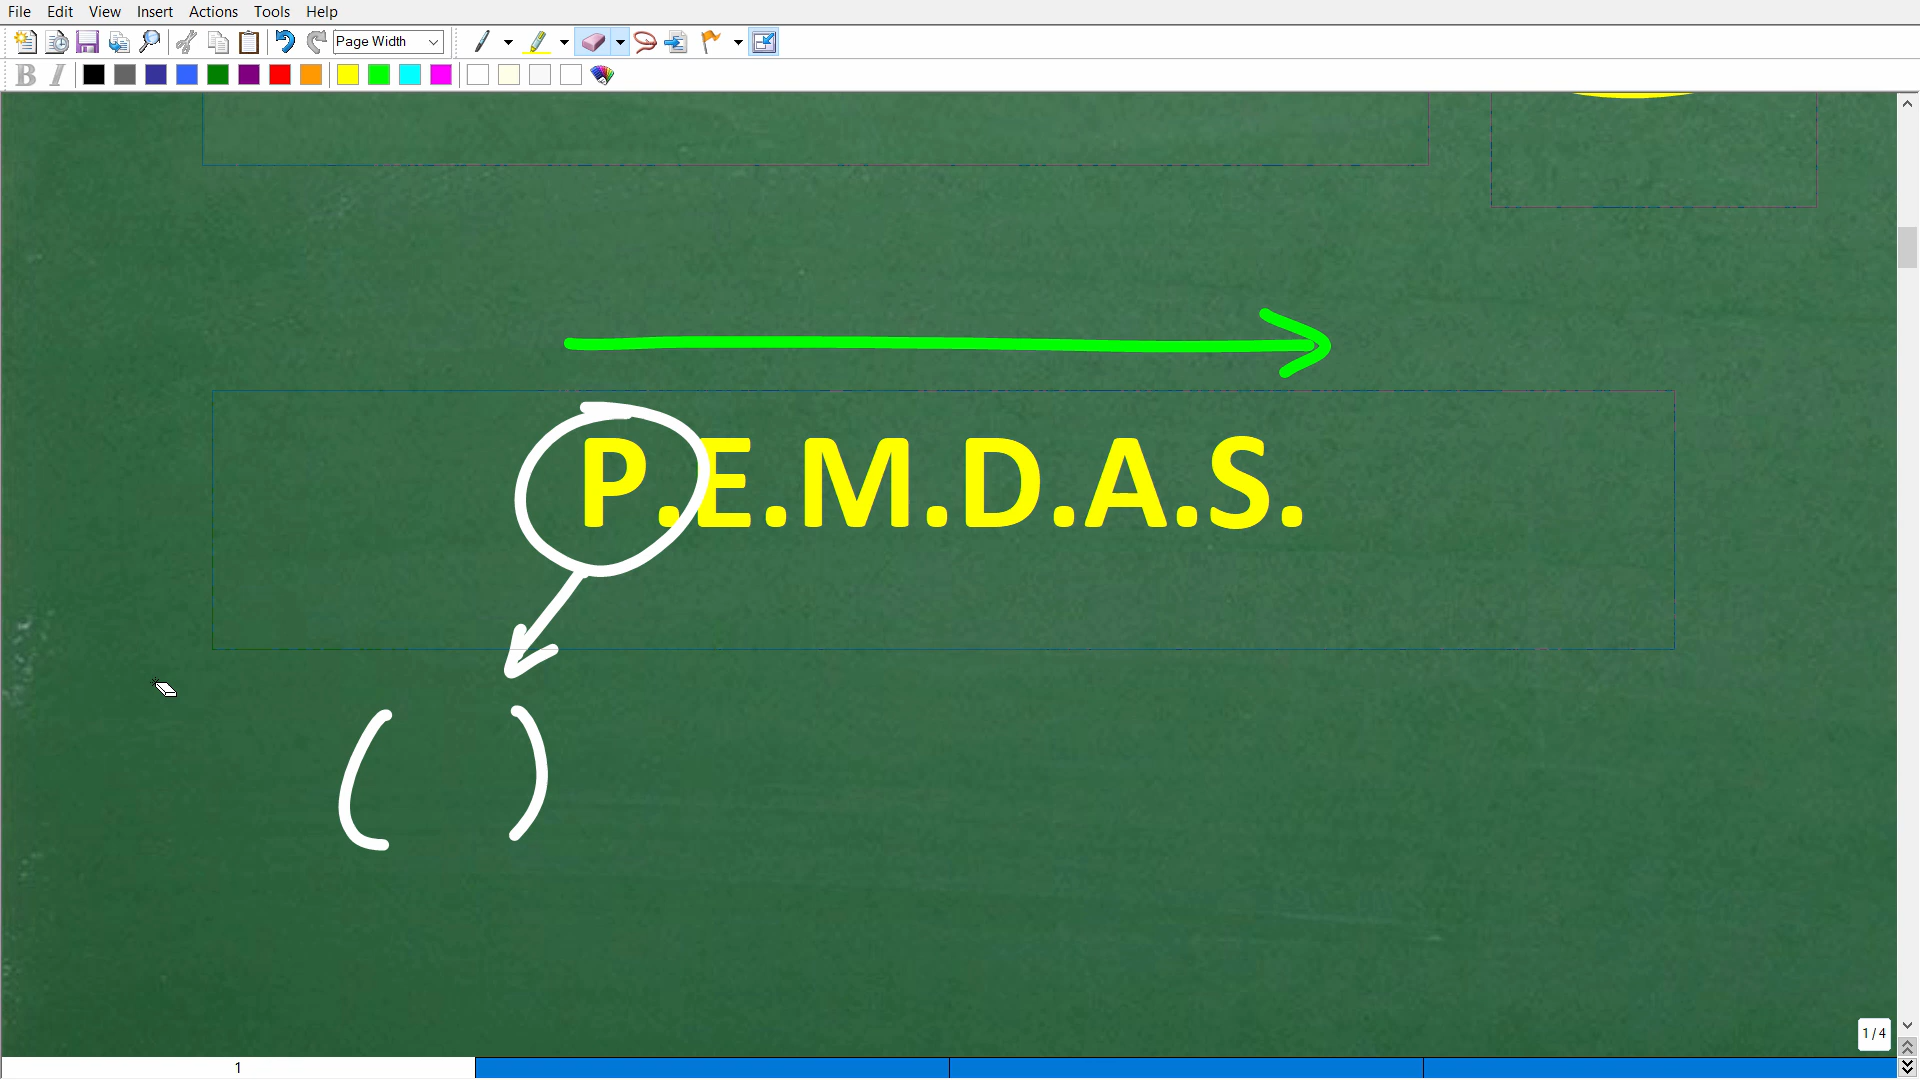 File Edit View Insert Actions Tools Help
Page Width
B I
P.E.M.D.A.S.
( )
1 / 4
1